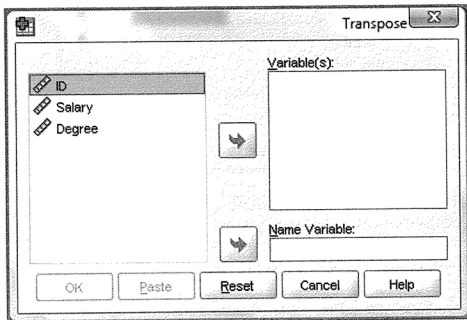 Transpose
Variable(s):
ID
Salary
Degree
Name Variable:
OK Paste Reset Cancel Help